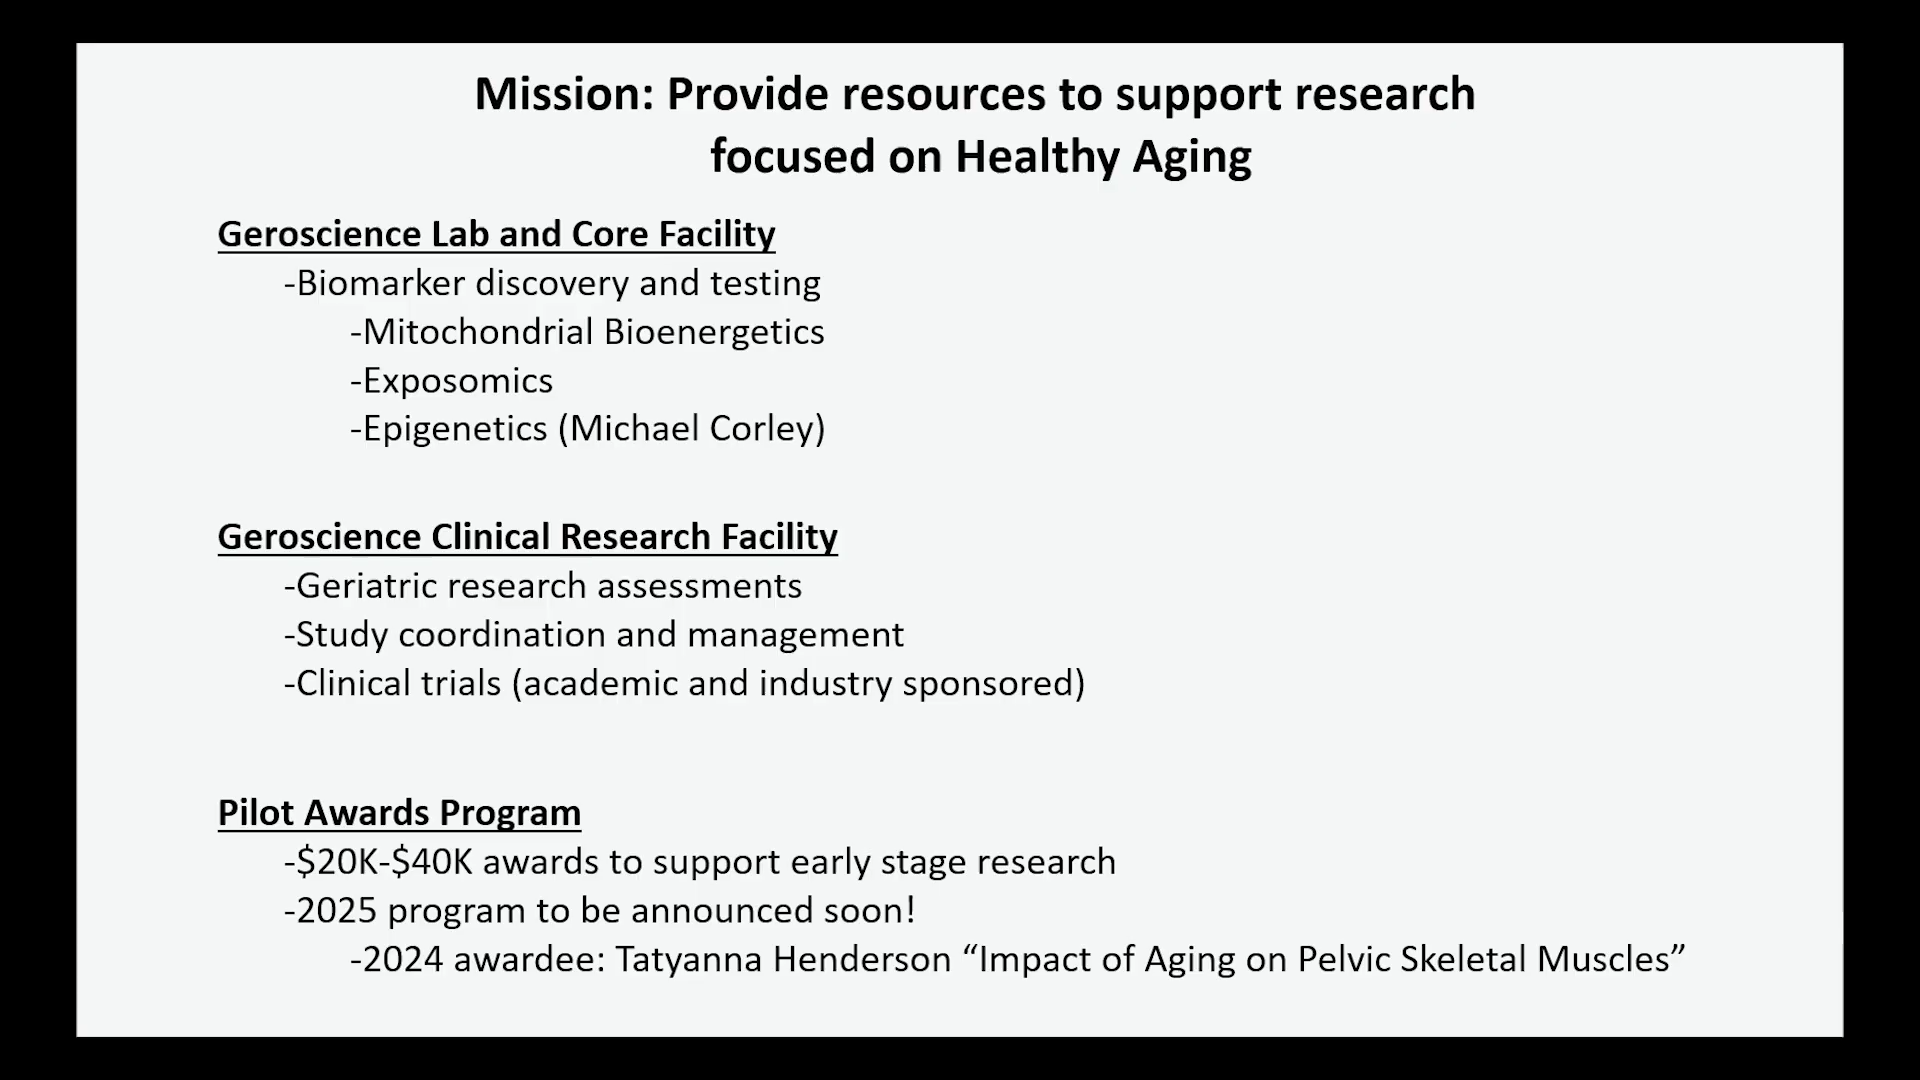 Mission: Provide resources to support research
focused on Healthy Aging
Geroscience Lab and Core Facility
-Biomarker discovery and testing
-Mitochondrial Bioenergetics
-Exposomics
-Epigenetics (Michael Corley)
Geroscience Clinical Research Facility
-Geriatric research assessments
-Study coordination and management
-Clinical trials (academic and industry sponsored)
Pilot Awards Program
-$20K-$40K awards to support early stage research
-2025 program to be announced soon!
-2024 awardee: Tatyanna Henderson “Impact of Aging on Pelvic Skeletal Muscles”